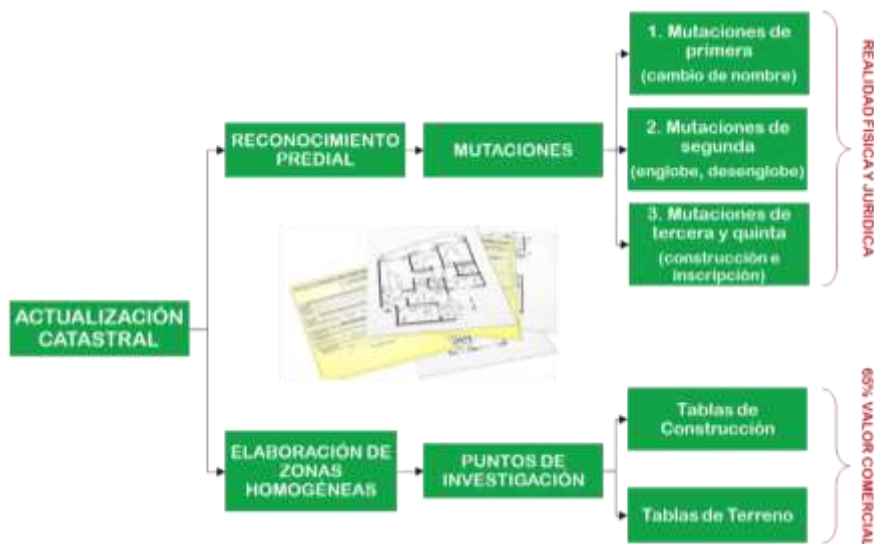 1. Mutaciones de
primera
(cambio de nombre)
RECONOCIMIENTO
PREDIAL
MUTACIONES
2. Mutaciones de
segunda
(englobe, desenglobe)
3. Mutaciones de
tercera y quinta
(construcción e
inscripción)
REALIDAD FISICA Y JURIDICA
ACTUALIZACIÓN
CATASTRAL
ELABORACIÓN DE
ZONAS
HOMOGÉNEAS
PUNTOS DE
INVESTIGACIÓN
Tablas de
Construcción
Tablas de Terreno
65% VALOR COMERCIAL